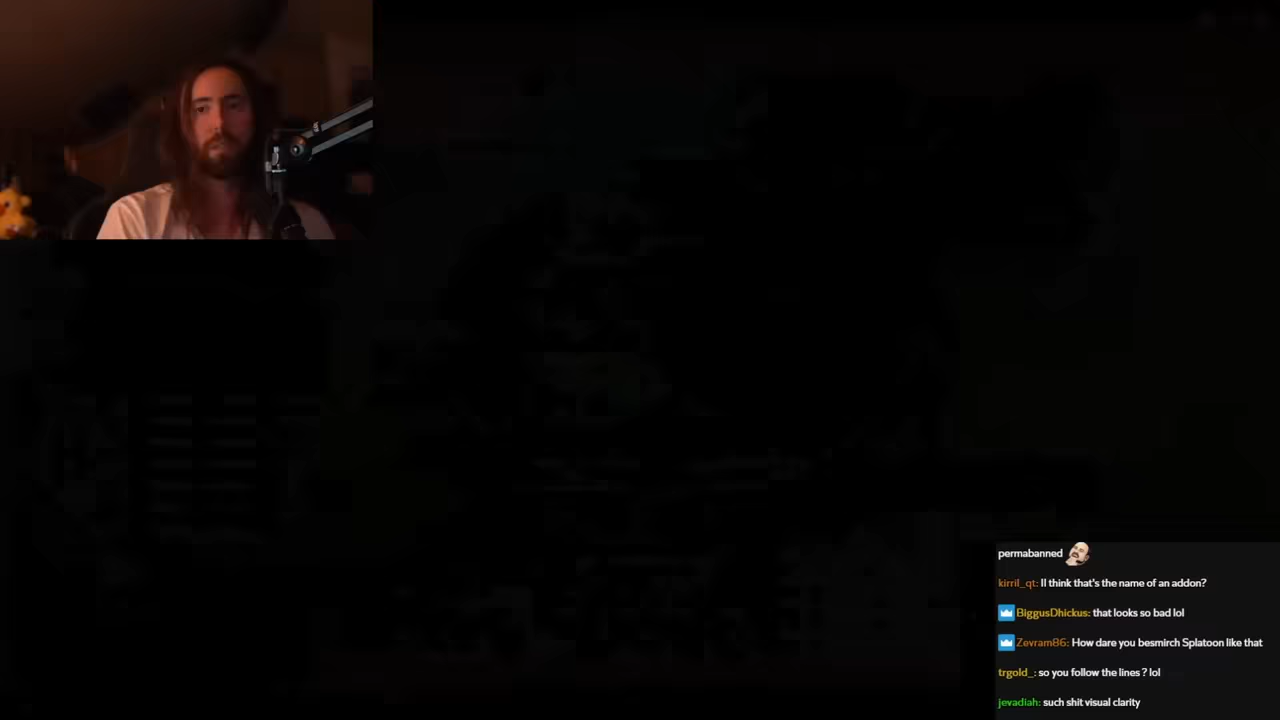 permabanned
kirril_qt: II think that's the name of an addon?
BiggusDhickus: that looks so bad lol
Zevram86: How dare you besmirch Splatoon like that
trgold_: so you follow the lines ? lol
jevadiah: such shit visual clarity